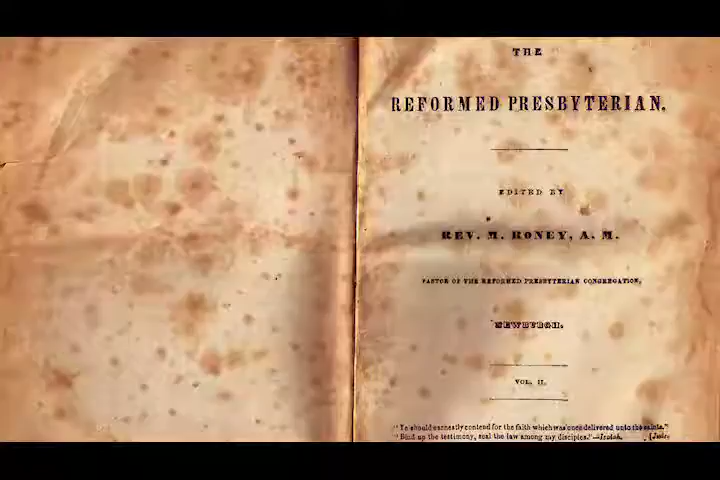 THE
REFORMED PRESBYTERIAN.
EDITED BY
REV. M. RONEY, A. M.
PASTOR OF THE REFORMED PRESBYTERIAN CONGREGATION,
NEWBURGH.
VOL. II.
"Ye should earnestly contend for the faith which was once delivered unto the saints."
"Bind up the testimony, seal the law among my disciples."—Isaiah. [Jude.